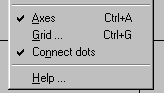 Axes Ctrl+A
Grid ... Ctrl+G
Connect dots
Help ...